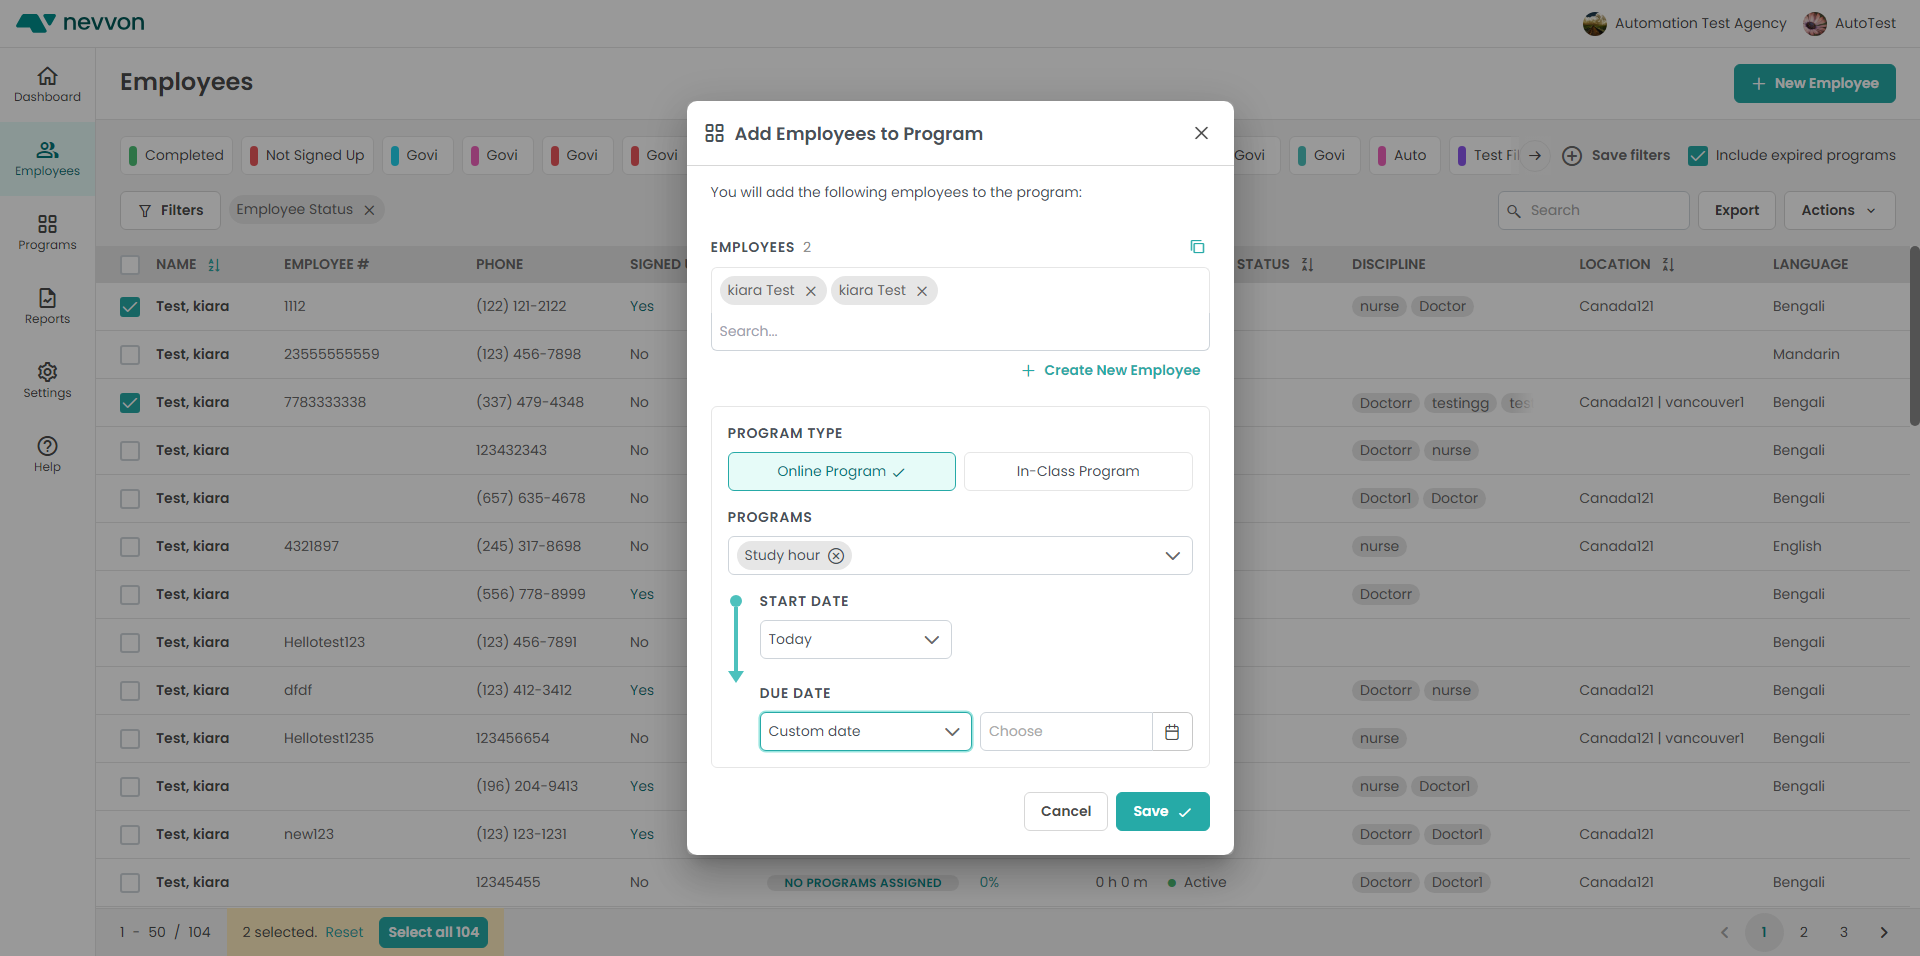 nevvon
Automation Test Agency
AutoTest
Dashboard
Employees
Programs
Reports
Settings
Help
Employees
New Employee
Completed
Not Signed Up
Govi
Govi
Govi
Govi
Govi
Govi
Auto
Test Fil
Save filters
Include expired programs
Filters
Employee Status
Search
Export
Actions
NAME EMPLOYEE # PHONE SIGNED STATUS DISCIPLINE LOCATION LANGUAGE
Test, kiara 1112 (122) 121-2122 Yes nurse Doctor Canada121 Bengali
Test, kiara 23555555559 (123) 456-7898 No Mandarin
Test, kiara 7783333338 (337) 479-4348 No Doctorr testingg tes Canada121 | vancouver1 Bengali
Test, kiara 123432343 No Doctorr nurse Canada121 Bengali
Test, kiara (657) 635-4678 No Doctor1 Doctor Canada121 Bengali
Test, kiara 4321897 (245) 317-8698 No nurse Canada121 English
Test, kiara (556) 778-8999 Yes Doctorr Bengali
Test, kiara Hellotest123 (123) 456-7891 No Bengali
Test, kiara dfdf (123) 412-3412 Yes Doctorr nurse Canada121 Bengali
Test, kiara Hellotest1235 123456654 No nurse Canada121 | vancouver1 Bengali
Test, kiara (196) 204-9413 Yes nurse Doctor1 Bengali
Test, kiara new123 (123) 123-1231 Yes Doctorr Doctor1 Canada121
Test, kiara 12345455 No NO PROGRAMS ASSIGNED 0% 0 h 0 m Active Doctorr Doctor1 Canada121 Bengali
1 - 50 / 104
2 selected. Reset Select all 104
1 2 3
Add Employees to Program
You will add the following employees to the program:
EMPLOYEES 2
kiara Test kiara Test
Search...
Create New Employee
PROGRAM TYPE
Online Program In-Class Program
PROGRAMS
Study hour
START DATE
Today
DUE DATE
Custom date Choose
Cancel Save